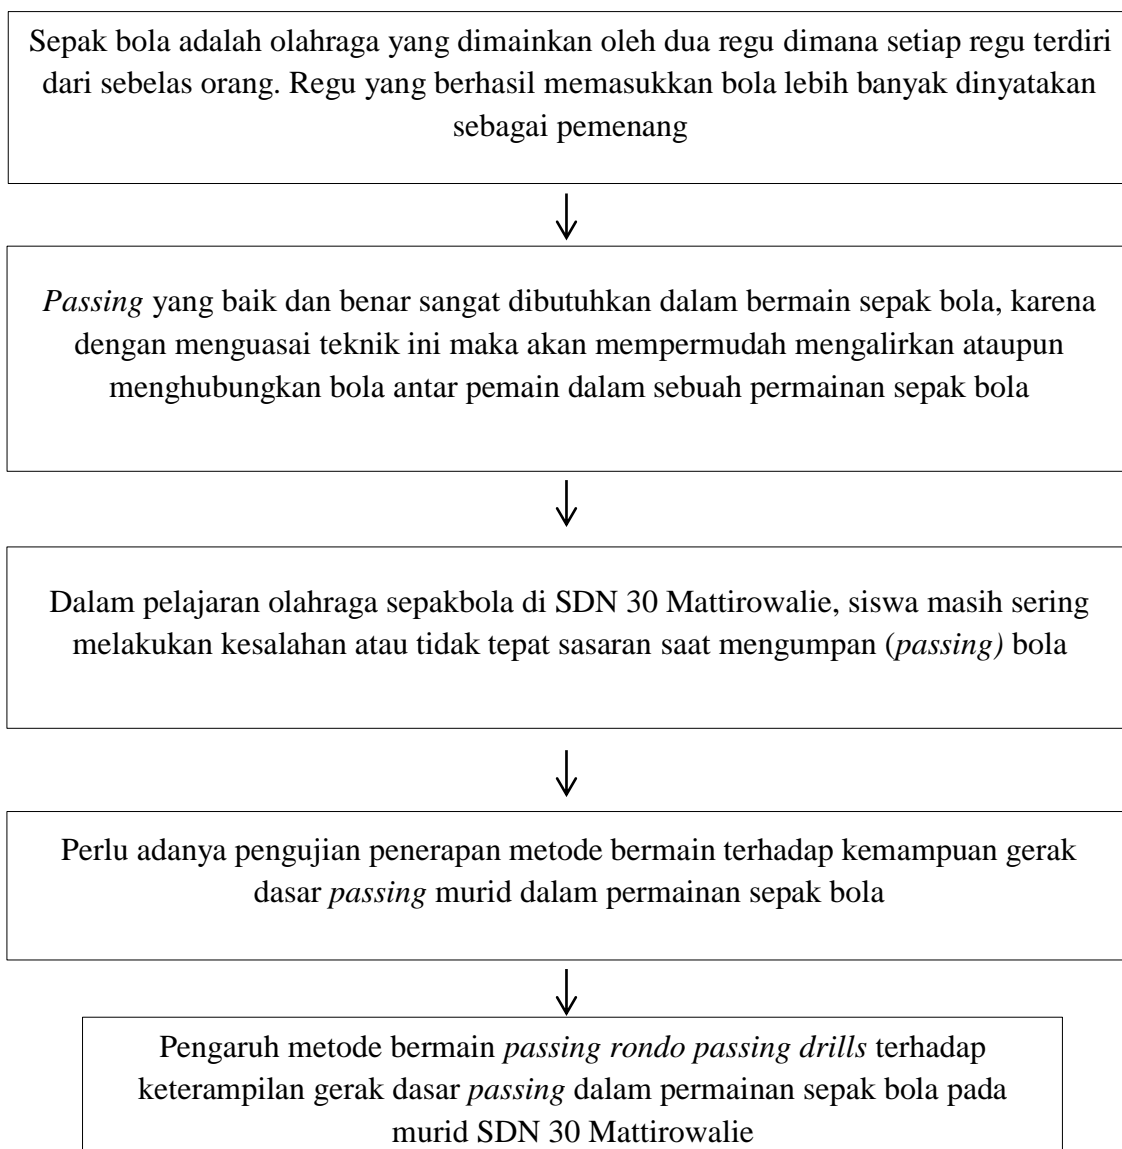 Sepak bola adalah olahraga yang dimainkan oleh dua regu dimana setiap regu terdiri
dari sebelas orang. Regu yang berhasil memasukkan bola lebih banyak dinyatakan
sebagai pemenang
Passing yang baik dan benar sangat dibutuhkan dalam bermain sepak bola, karena
dengan menguasai teknik ini maka akan mempermudah mengalirkan ataupun
menghubungkan bola antar pemain dalam sebuah permainan sepak bola
Dalam pelajaran olahraga sepakbola di SDN 30 Mattirowalie, siswa masih sering
melakukan kesalahan atau tidak tepat sasaran saat mengumpan (passing) bola
Perlu adanya pengujian penerapan metode bermain terhadap kemampuan gerak
dasar passing murid dalam permainan sepak bola
Pengaruh metode bermain passing rondo passing drills terhadap
keterampilan gerak dasar passing dalam permainan sepak bola pada
murid SDN 30 Mattirowalie